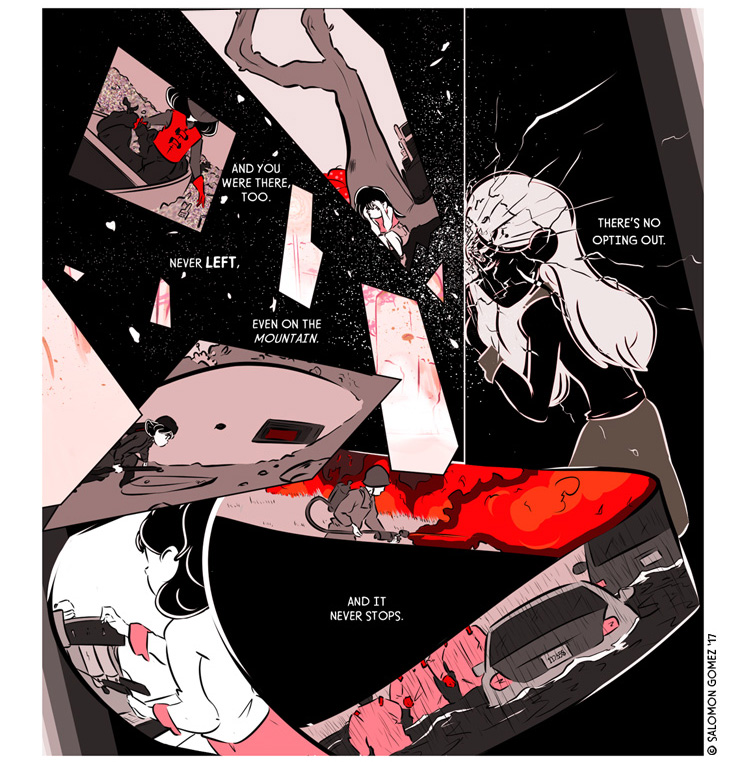 AND YOU
WERE THERE,
TOO.
NEVER LEFT,
EVEN ON THE
MOUNTAIN.
THERE'S NO
OPTING OUT.
AND IT
NEVER STOPS.
© SALOMON GOMEZ '17